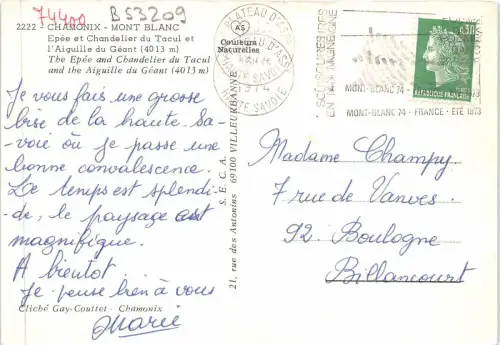 74400
B53209
2222 - CHAMONIX - MONT BLANC
Epée et Chandelier du Tacul et
l'Aiguille du Géant (4013 m)
The Epée and Chandelier du Tacul
and the Aiguille du Géant (4013 m)
AS
Couleurs
Naturelles
PLATEAU D'ASSY
1974
HAUTE SAVOIE
MONT-BLANC 74
MONT-BLANC 74 - FRANCE - ÉTÉ 1973
0,30
REPUBLIQUE FRANÇAISE
Je vous fais une grosse
bise de la haute Sa-
voie où je passe une
bonne convalescence.
Le temps est splendi-
de, le paysage est
magnifique.
A bientôt
Je pense bien à vous
Marie
Cliché Gay-Couttet - Chamonix
S.E.C.A.
21, rue des Antonins 69100 VILLEURBANNE
Madame Champy
7 rue de Vanves.
92. Boulogne
Billancourt